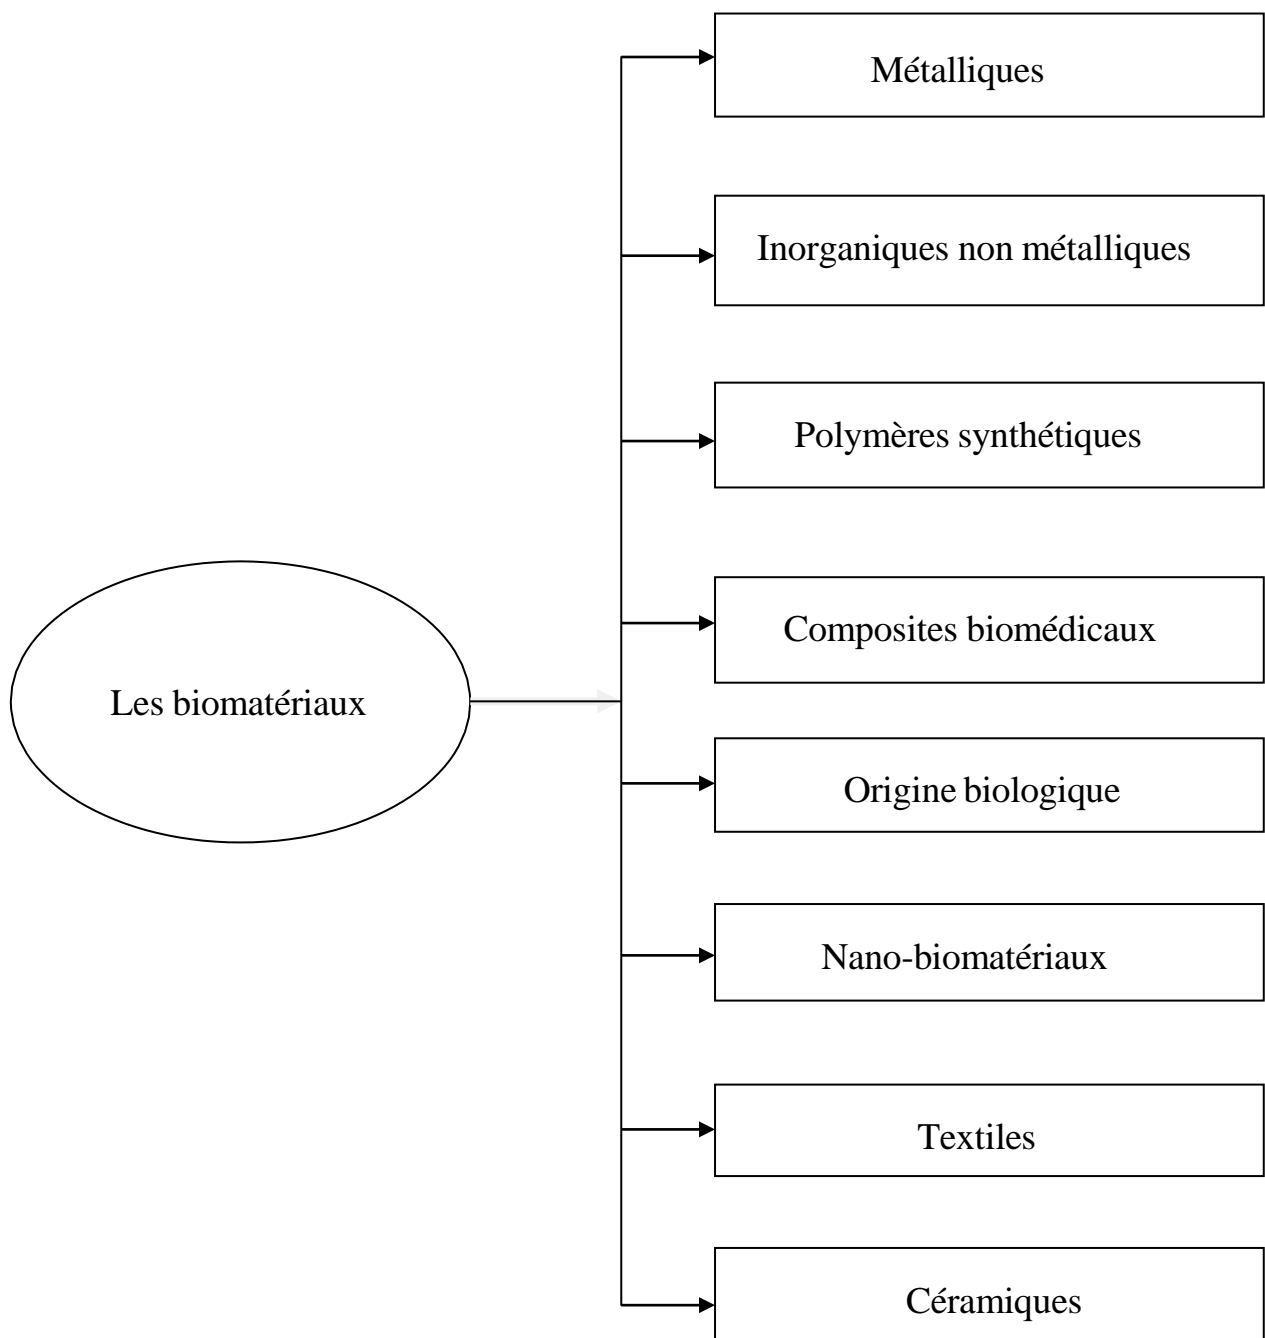 Métalliques
Inorganiques non métalliques
Polymères synthétiques
Composites biomédicaux
Les biomatériaux
Origine biologique
Nano-biomatériaux
Textiles
Céramiques